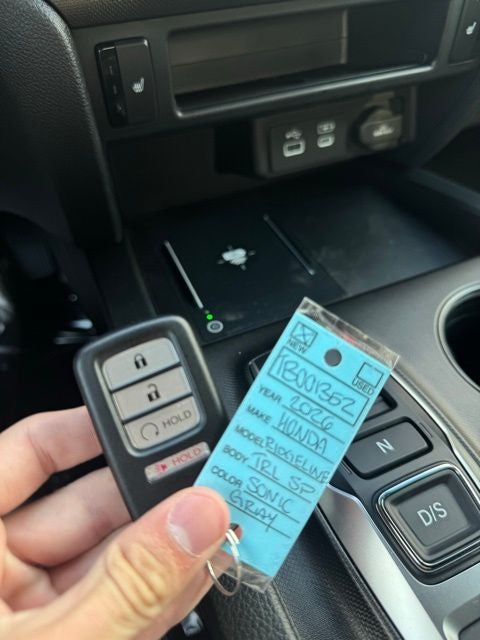 NEW
USED
TB001352
YEAR 2026
MAKE HONDA
MODEL RIDGELINE
BODY TRL SP
COLOR SONIC
GRAY
HOLD
HOLD
N
D/S